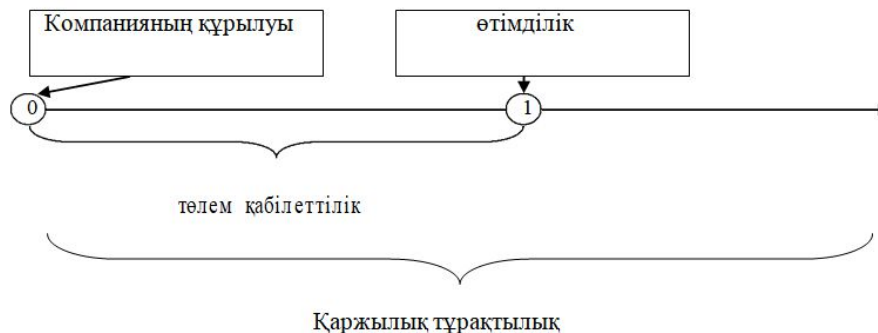 Компанияның құрылуы
өтімділік
0
1
төлем қабілеттілік
Қаржылық тұрақтылық